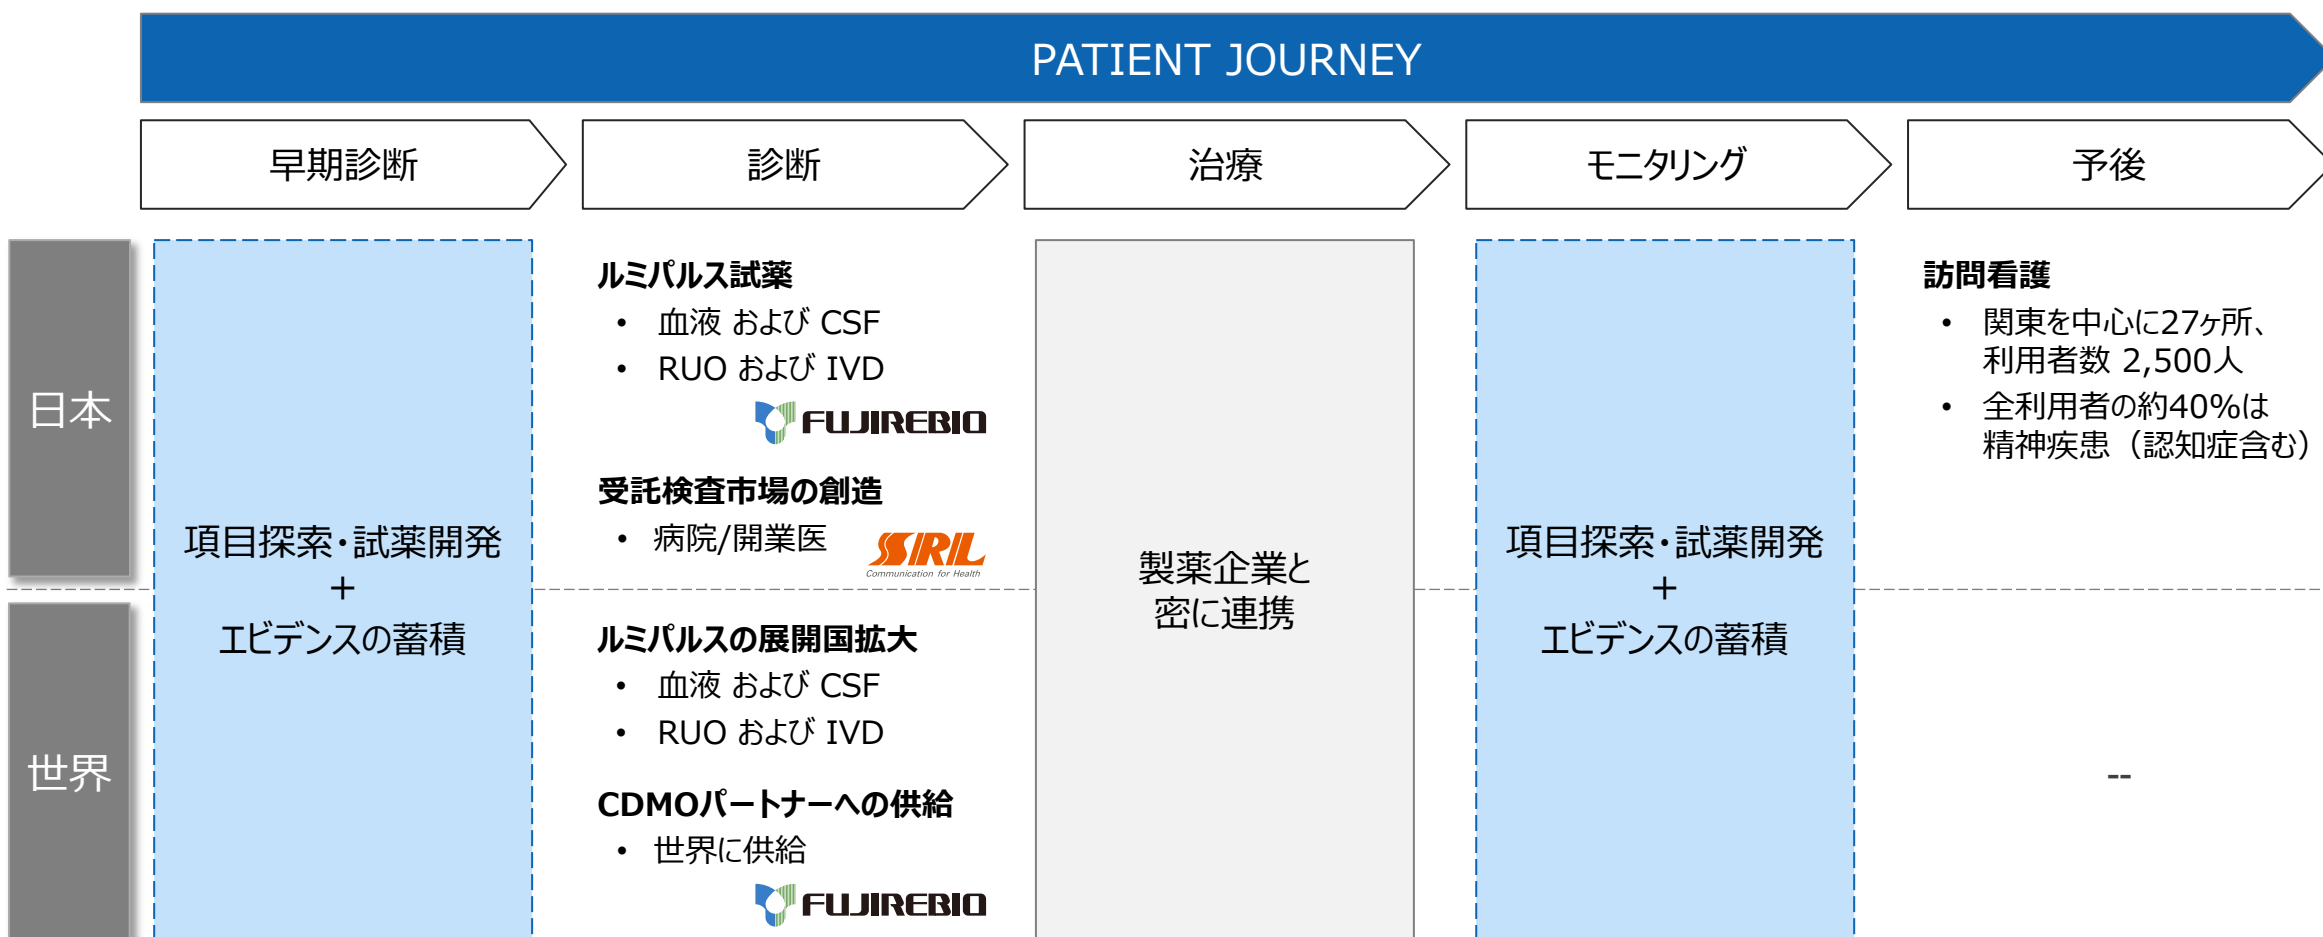 PATIENT JOURNEY
早期診断
診断
治療
モニタリング
予後
日本
項目探索・試薬開発
+
エビデンスの蓄積
ルミパルス試薬
• 血液 および CSF
• RUO および IVD
FUJIREBIO
受託検査市場の創造
• 病院/開業医
SRL
Communication for Health
製薬企業と
密に連携
項目探索・試薬開発
+
エビデンスの蓄積
訪問看護
• 関東を中心に27ヶ所、
利用者数 2,500人
• 全利用者の約40%は
精神疾患（認知症含む）
世界
ルミパルスの展開国拡大
• 血液 および CSF
• RUO および IVD
CDMOパートナーへの供給
• 世界に供給
FUJIREBIO
--